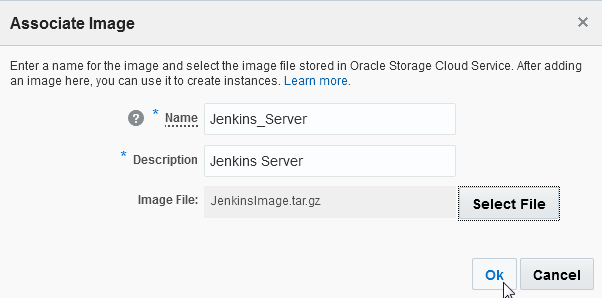 Associate Image
×
Enter a name for the image and select the image file stored in Oracle Storage Cloud Service. After adding
an image here, you can use it to create instances. Learn more.
? * Name Jenkins_Server
* Description Jenkins Server
Image File: JenkinsImage.tar.gz Select File
Ok Cancel